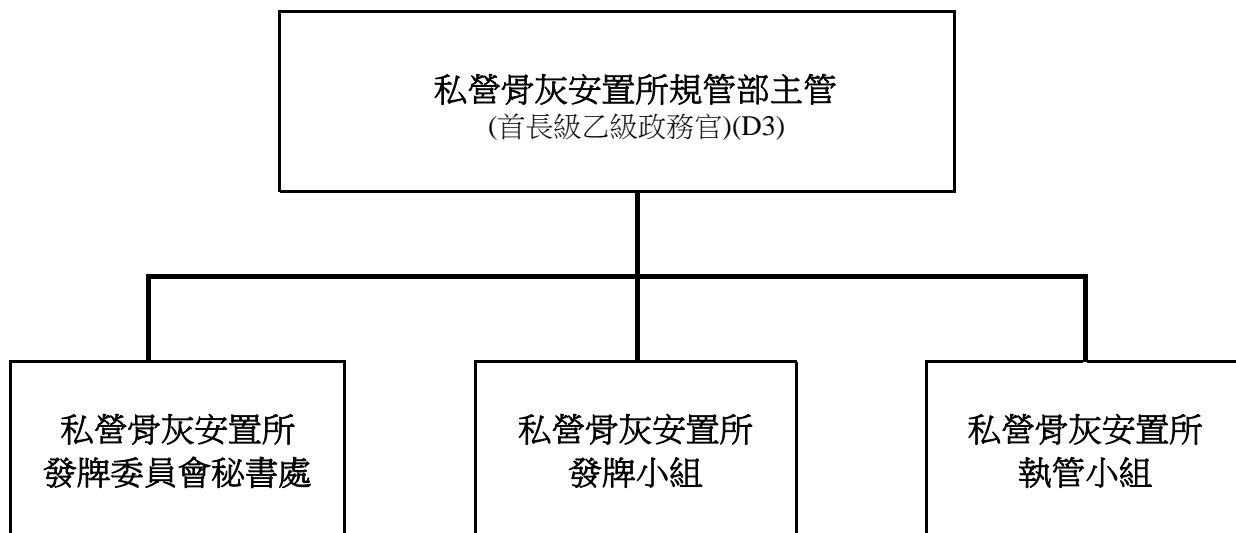 私營骨灰安置所規管部主管
(首長級乙級政務官)(D3)
私營骨灰安置所
發牌委員會秘書處
私營骨灰安置所
發牌小組
私營骨灰安置所
執管小組